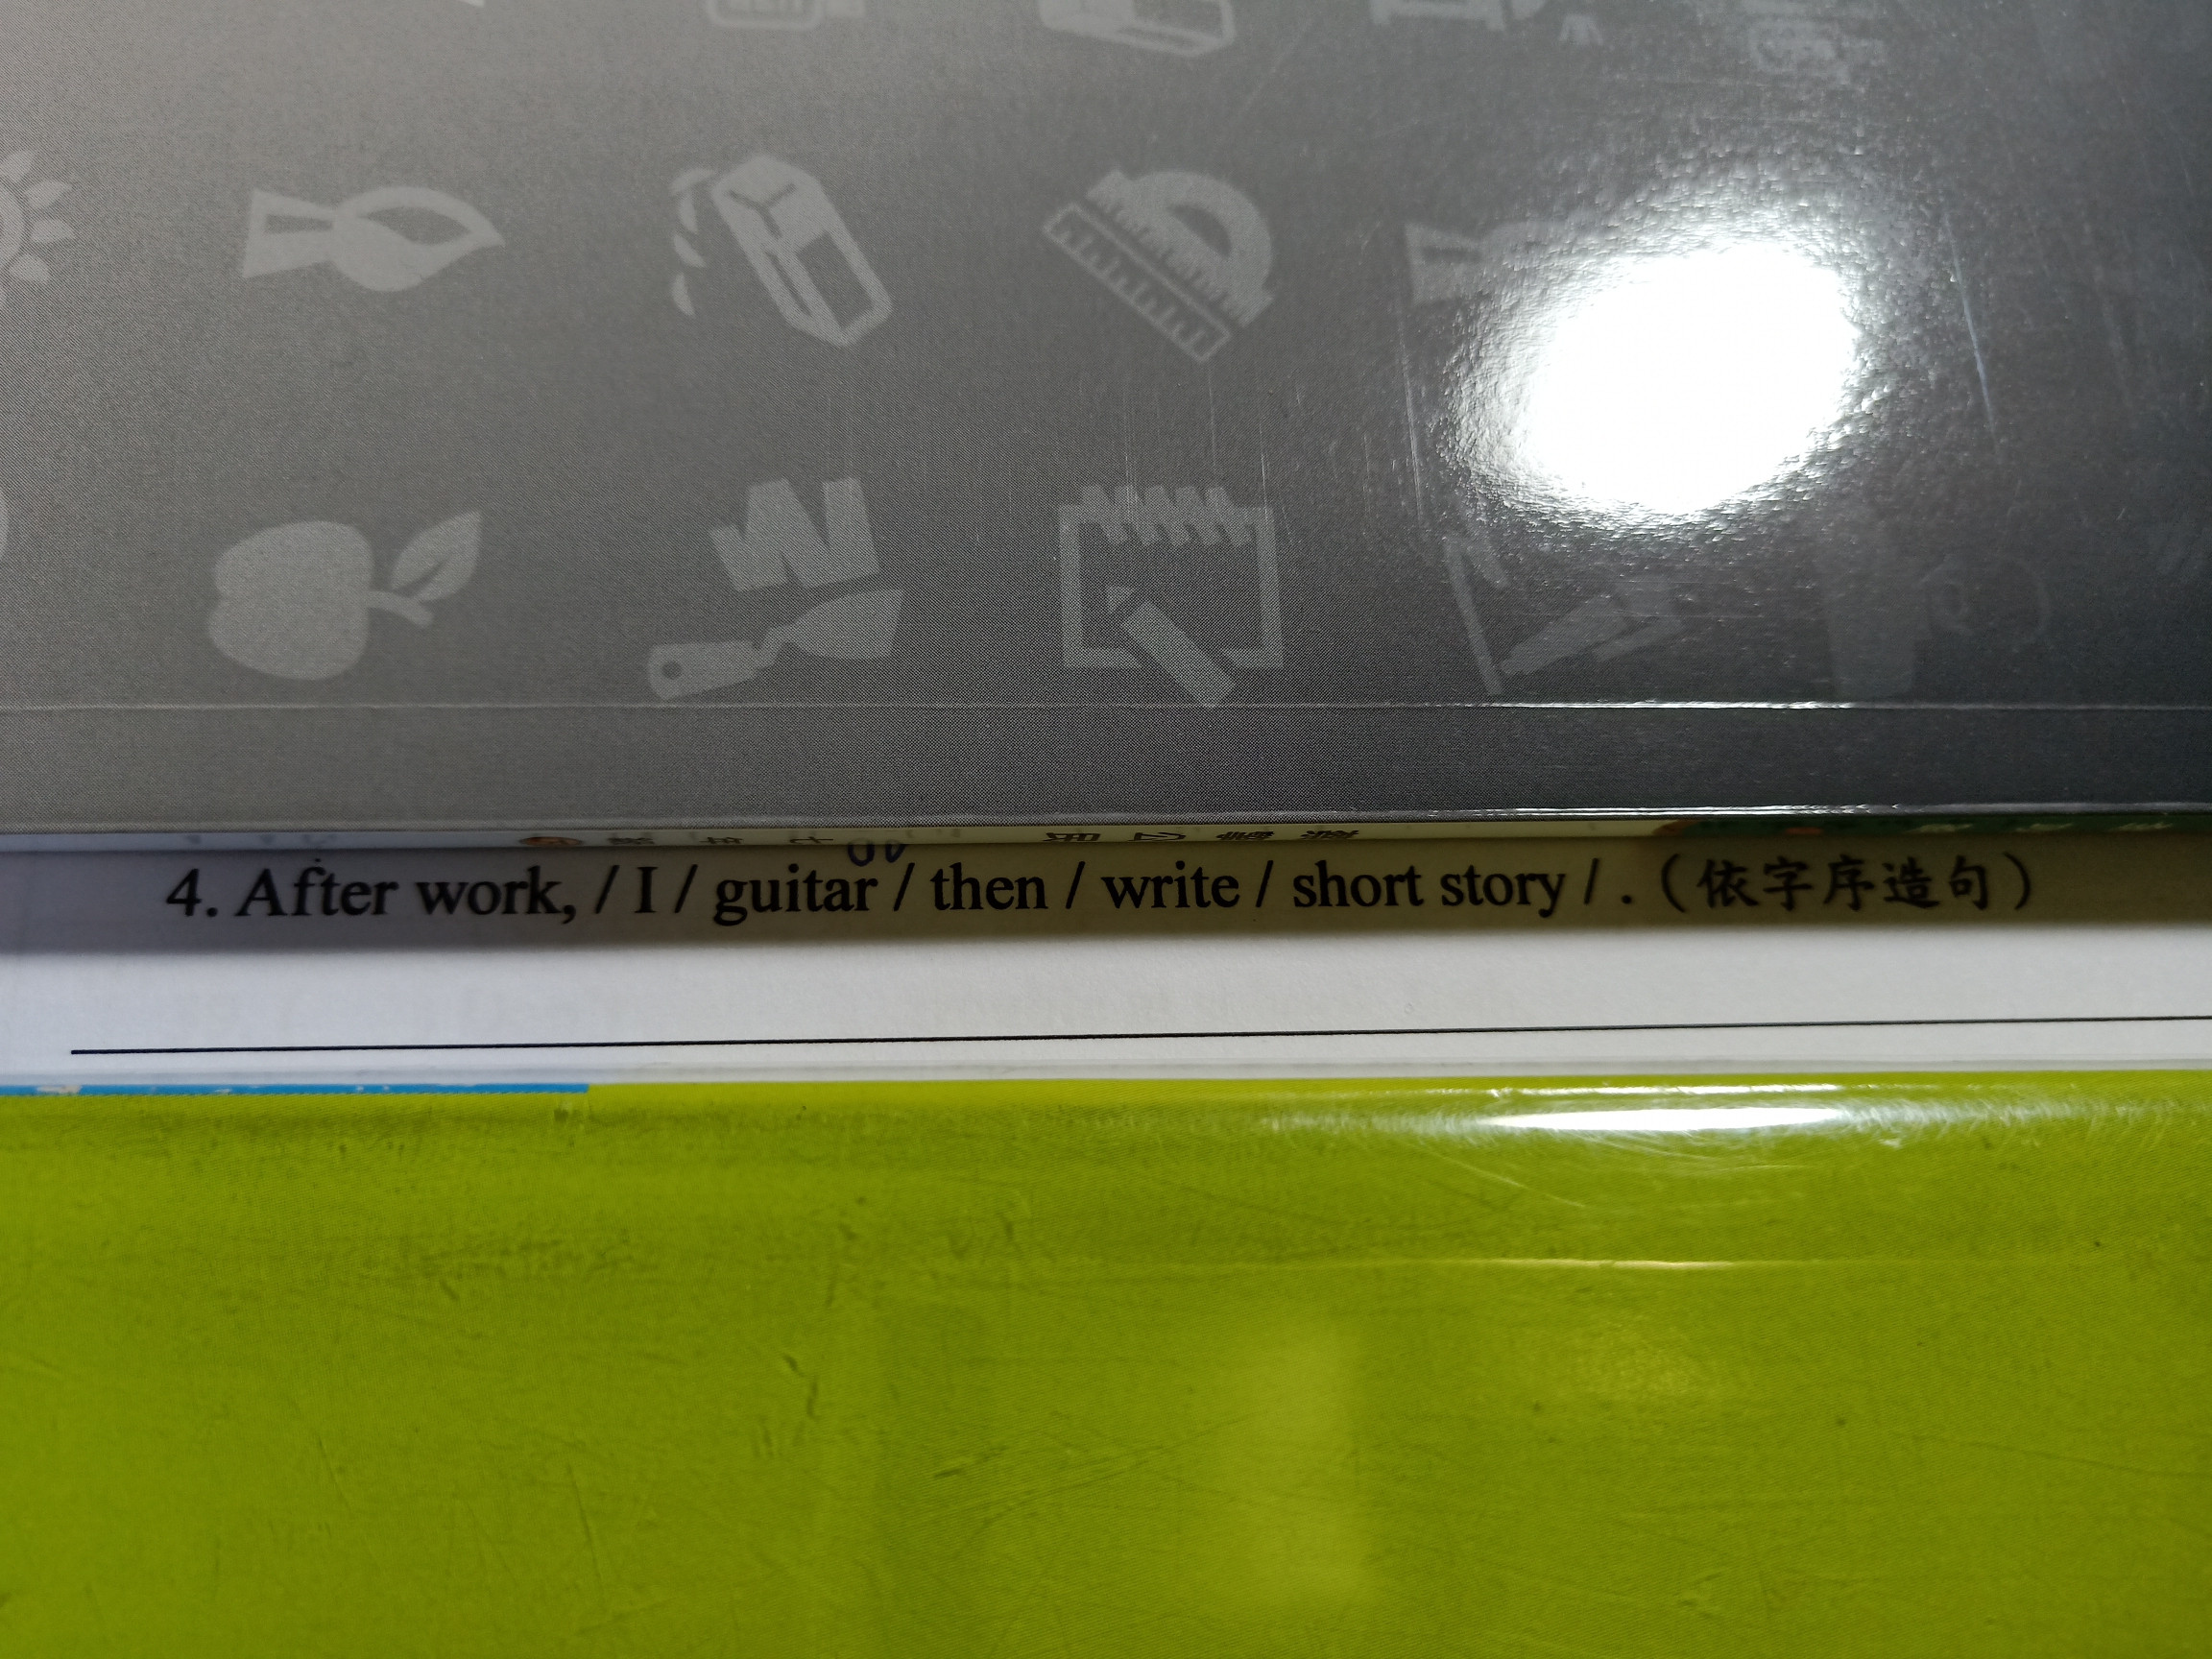 4. After work, / I / guitar / then / write / short story / . (依字序造句)